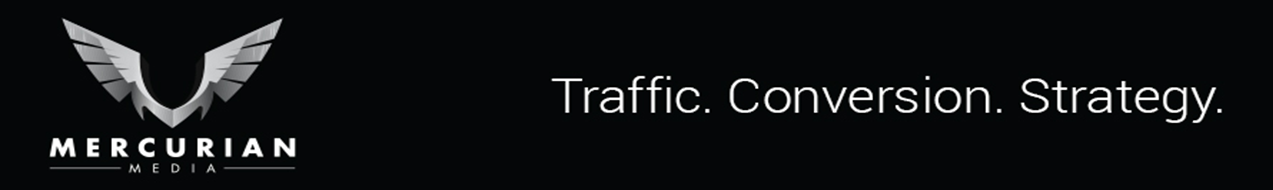 MERCURIAN
MEDIA
Traffic. Conversion. Strategy.